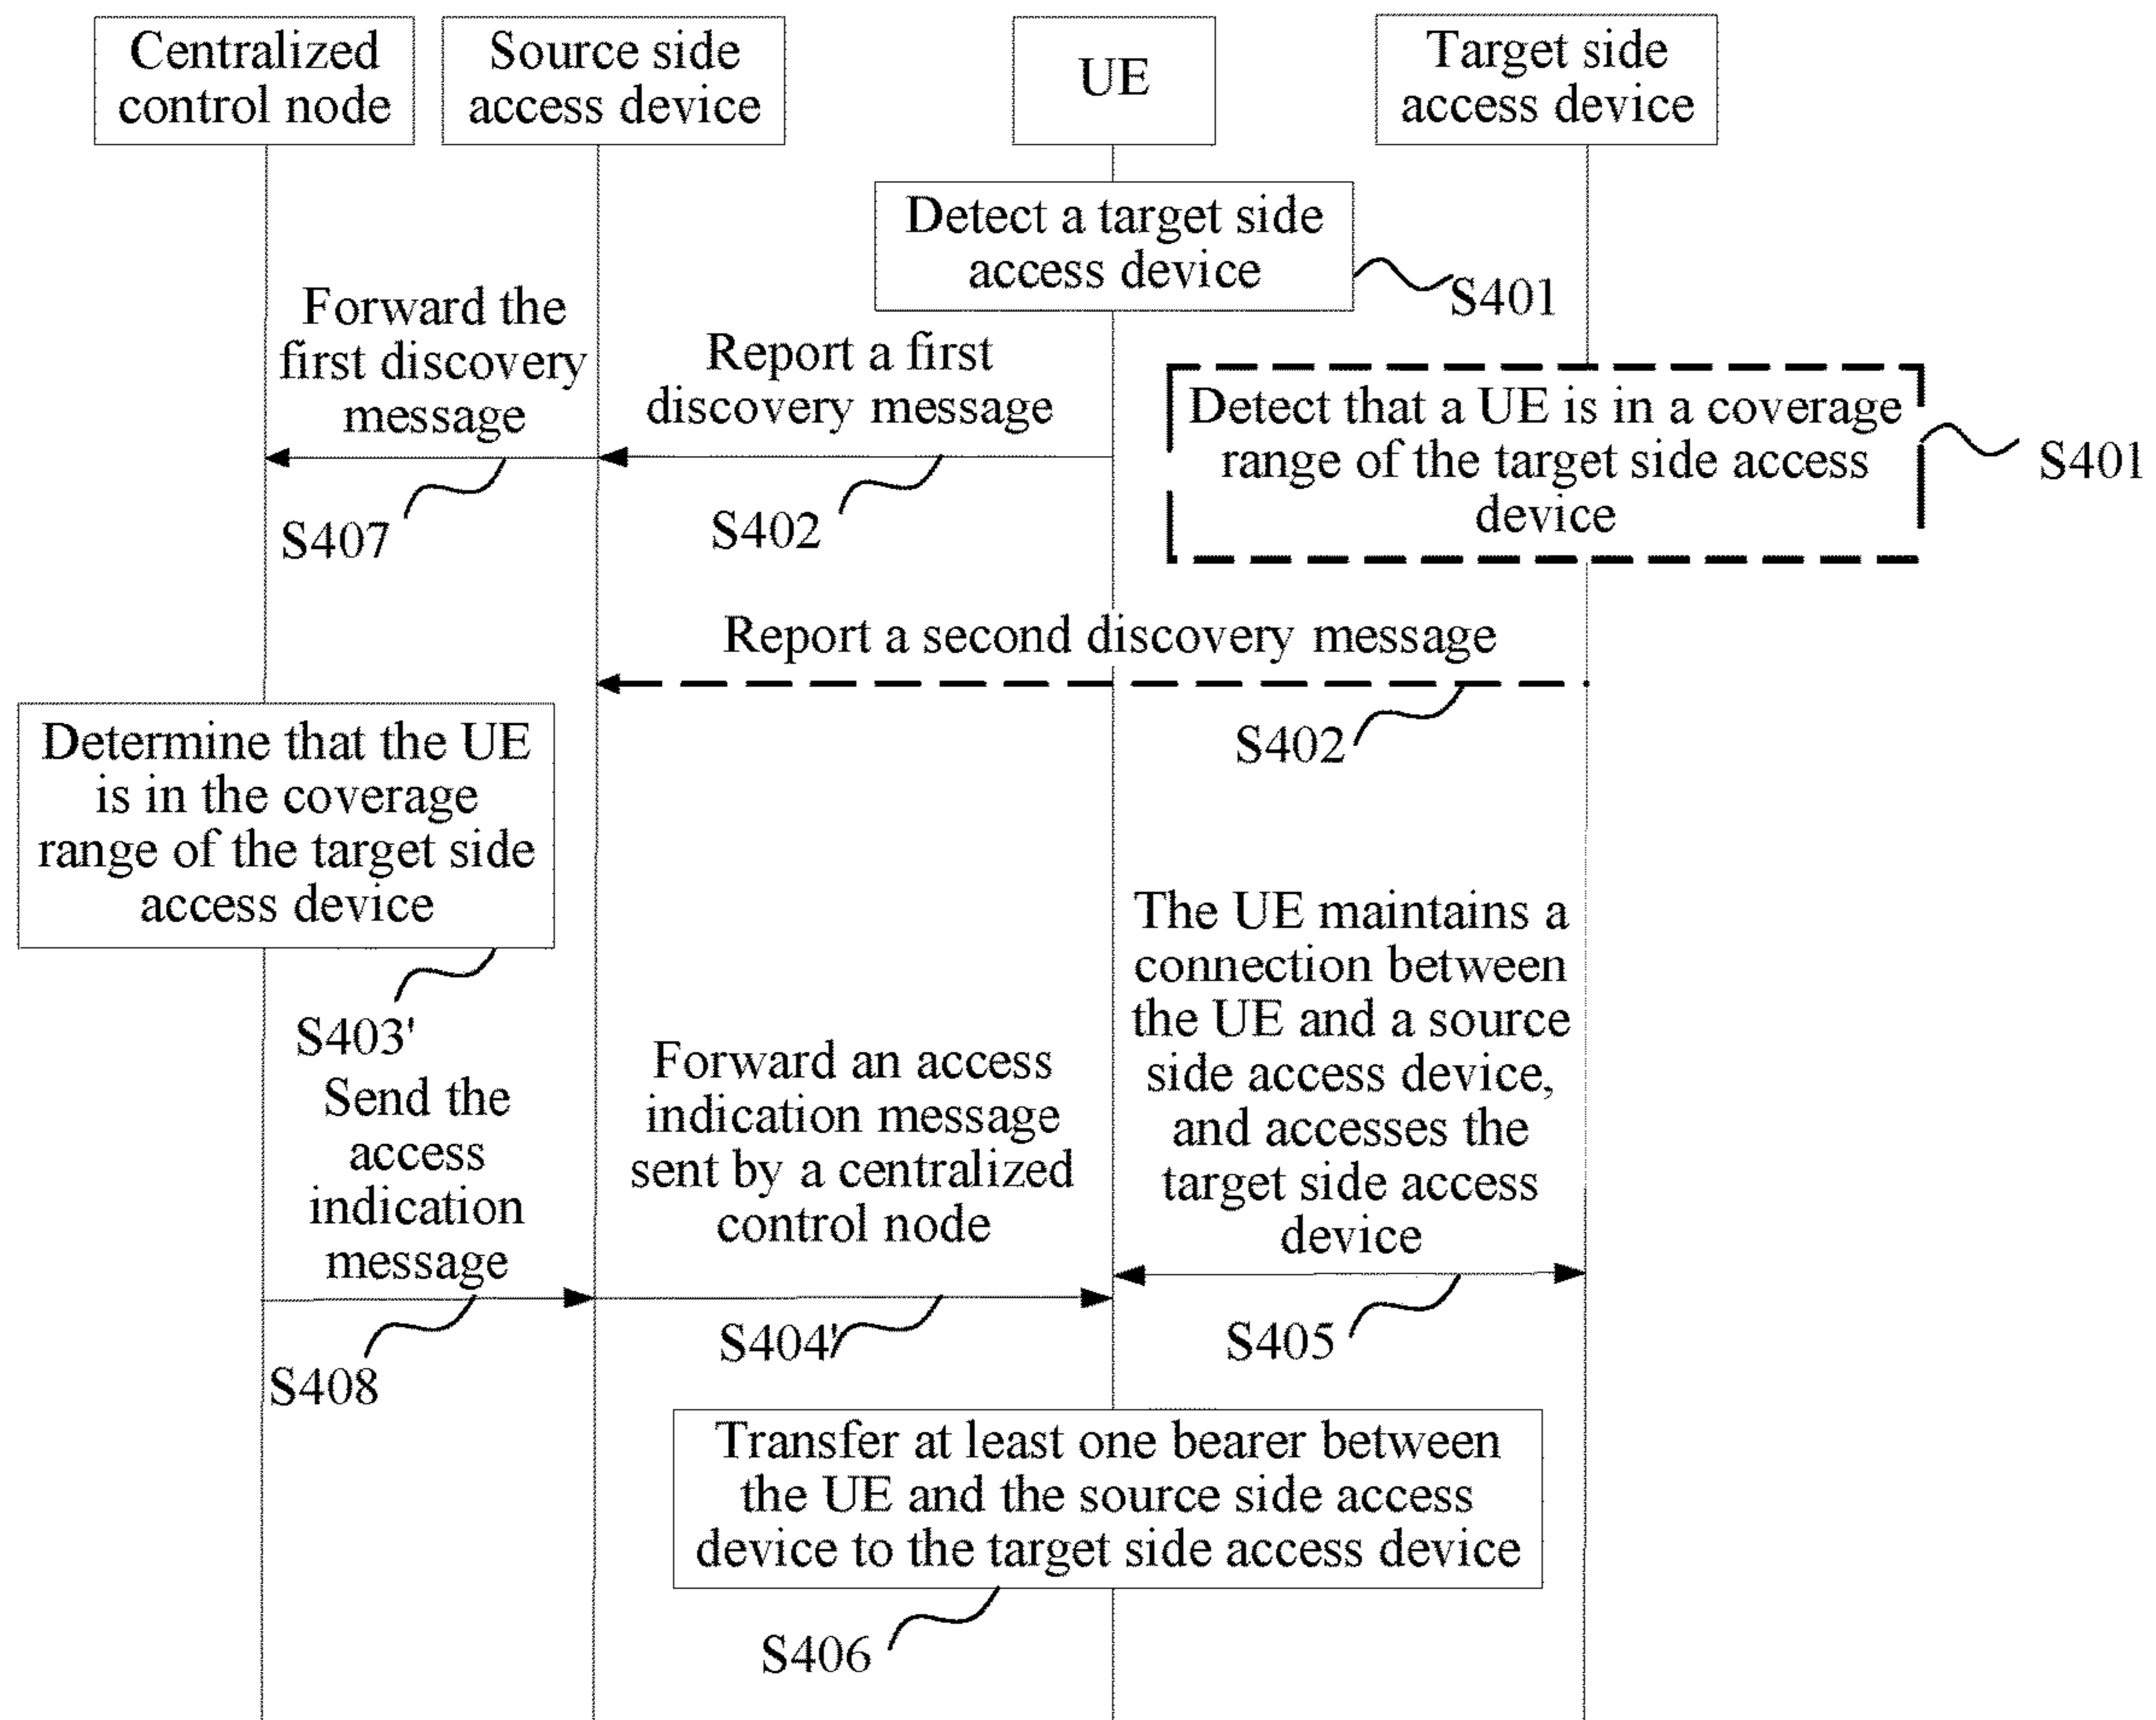 Centralized
control node
Source side
access device
UE
Target side
access device
Detect a target side
access device
S401
Forward the
first discovery
message
S407
Report a first
discovery message
S402
Detect that a UE is in a coverage
range of the target side access
device
S401
Report a second discovery message
S402
Determine that the UE
is in the coverage
range of the target side
access device
S403'
Send the
access
indication
message
S408
Forward an access
indication message
sent by a centralized
control node
S404'
The UE maintains a
connection between
the UE and a source
side access device,
and accesses the
target side access
device
S405
Transfer at least one bearer between
the UE and the source side access
device to the target side access device
S406